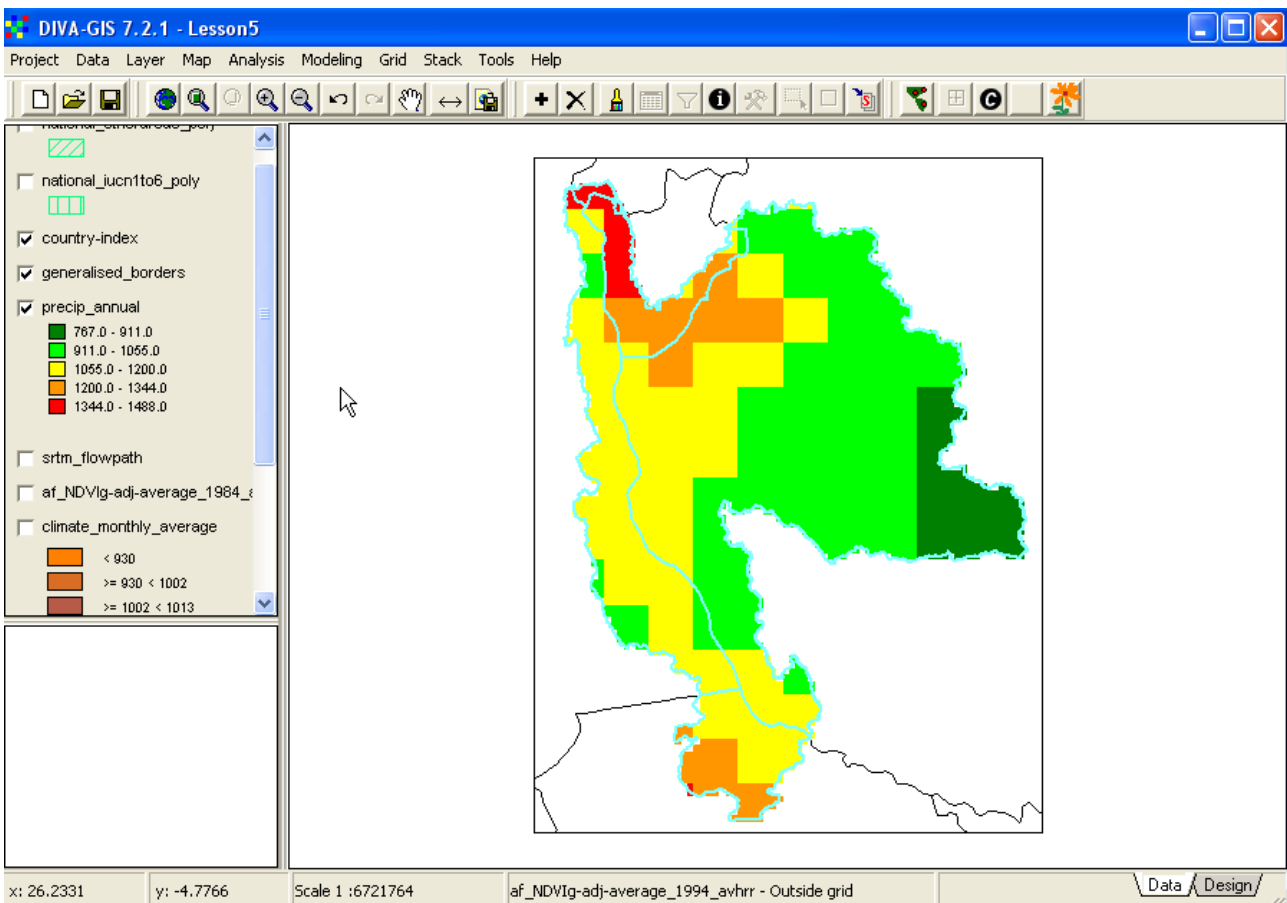 DIVA-GIS 7.2.1 - Lesson5
Project Data Layer Map Analysis Modeling Grid Stack Tools Help
national_iucn1to6_poly
country-index
generalised_borders
precip_annual
767.0 - 911.0
911.0 - 1055.0
1055.0 - 1200.0
1200.0 - 1344.0
1344.0 - 1488.0
srtm_flowpath
af_NDVIg-adj-average_1984_
climate_monthly_average
< 930
>= 930 < 1002
>= 1002 < 1013
x: 26.2331 y: -4.7766 Scale 1 :6721764 af_NDVIg-adj-average_1994_avhrr - Outside grid Data Design